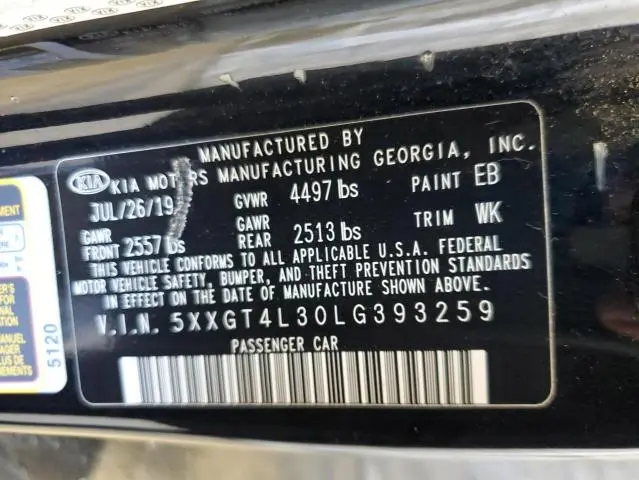 MANUFACTURED BY
KIA KIA MOTORS MANUFACTURING GEORGIA, INC.
JUL/26/19 GVWR 4497 lbs PAINT EB
GAWR FRONT 2557 lbs GAWR REAR 2513 lbs TRIM WK
THIS VEHICLE CONFORMS TO ALL APPLICABLE U.S.A. FEDERAL
MOTOR VEHICLE SAFETY, BUMPER, AND THEFT PREVENTION STANDARDS
IN EFFECT ON THE DATE OF MANUFACTURE SHOWN ABOVE.
V.I.N. 5XXGT4L30LG393259
PASSENGER CAR
5120
MANUEL